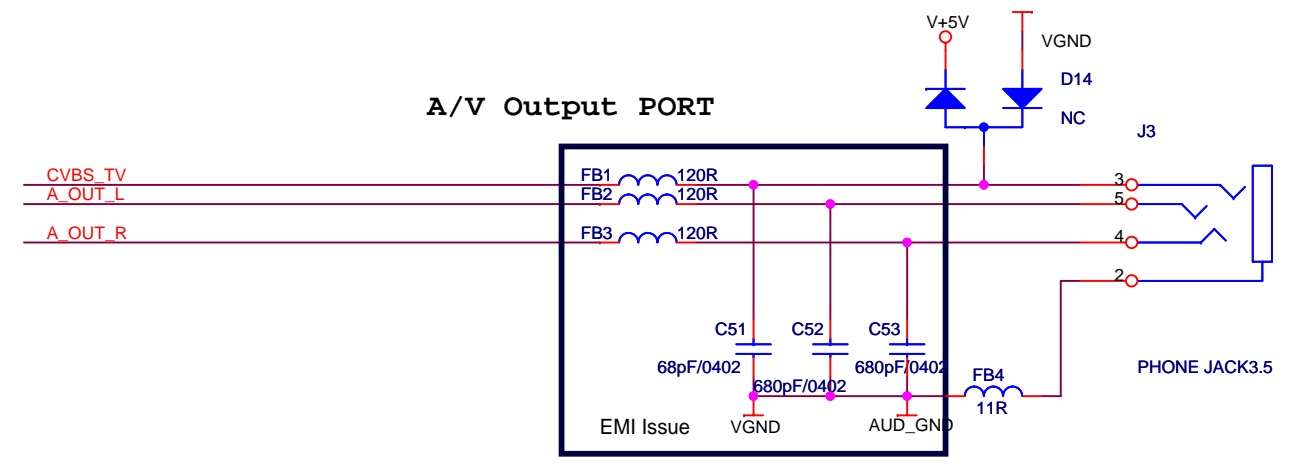 V+5V
VGND
D14
A/V Output PORT
NC
J3
CVBS_TV
FB1
120R
3
A_OUT_L
FB2
120R
5
A_OUT_R
FB3
120R
4
2
C51
C52
C53
68pF/0402
680pF/0402
680pF/0402
FB4
PHONE JACK3.5
11R
EMI Issue
VGND
AUD_GND